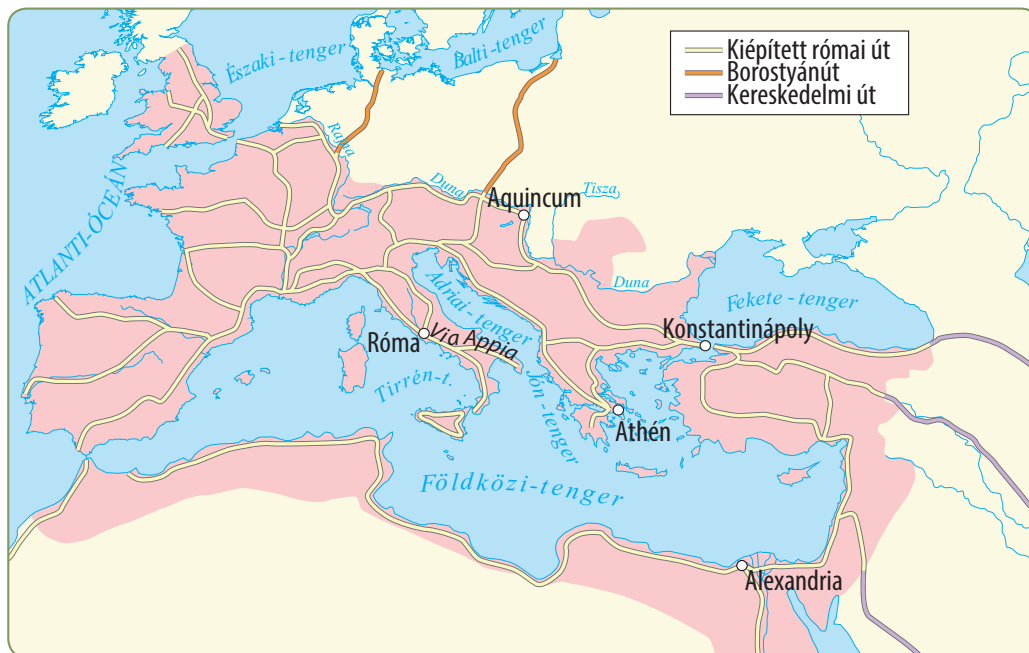 Északi-tenger
Balti-tenger
Kiépített római út
Borostyánút
Kereskedelmi út
Rajna
Duna
Tisza
Aquincum
ATLANTI-ÓCEÁN
Duna
Fekete-tenger
Adriai-tenger
Konstantinápoly
Róma
Via Appia
Tirrén-t.
Jón-tenger
Athén
Földközi-tenger
Alexandria